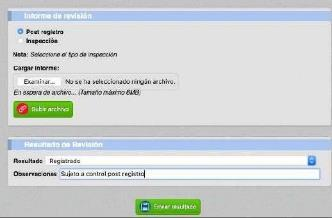 Informe de revisión
Post registro
Inspección
Nota: Seleccione el tipo de inspección
Cargar Informe:
Examinar... No se ha seleccionado ningún archivo.
En espera de archivo... (Tamaño máximo 6MB)
Subir archivo
Resultado de Revisión
Resultado Registrado
Observaciones Sujeto a control post registro
Enviar resultado